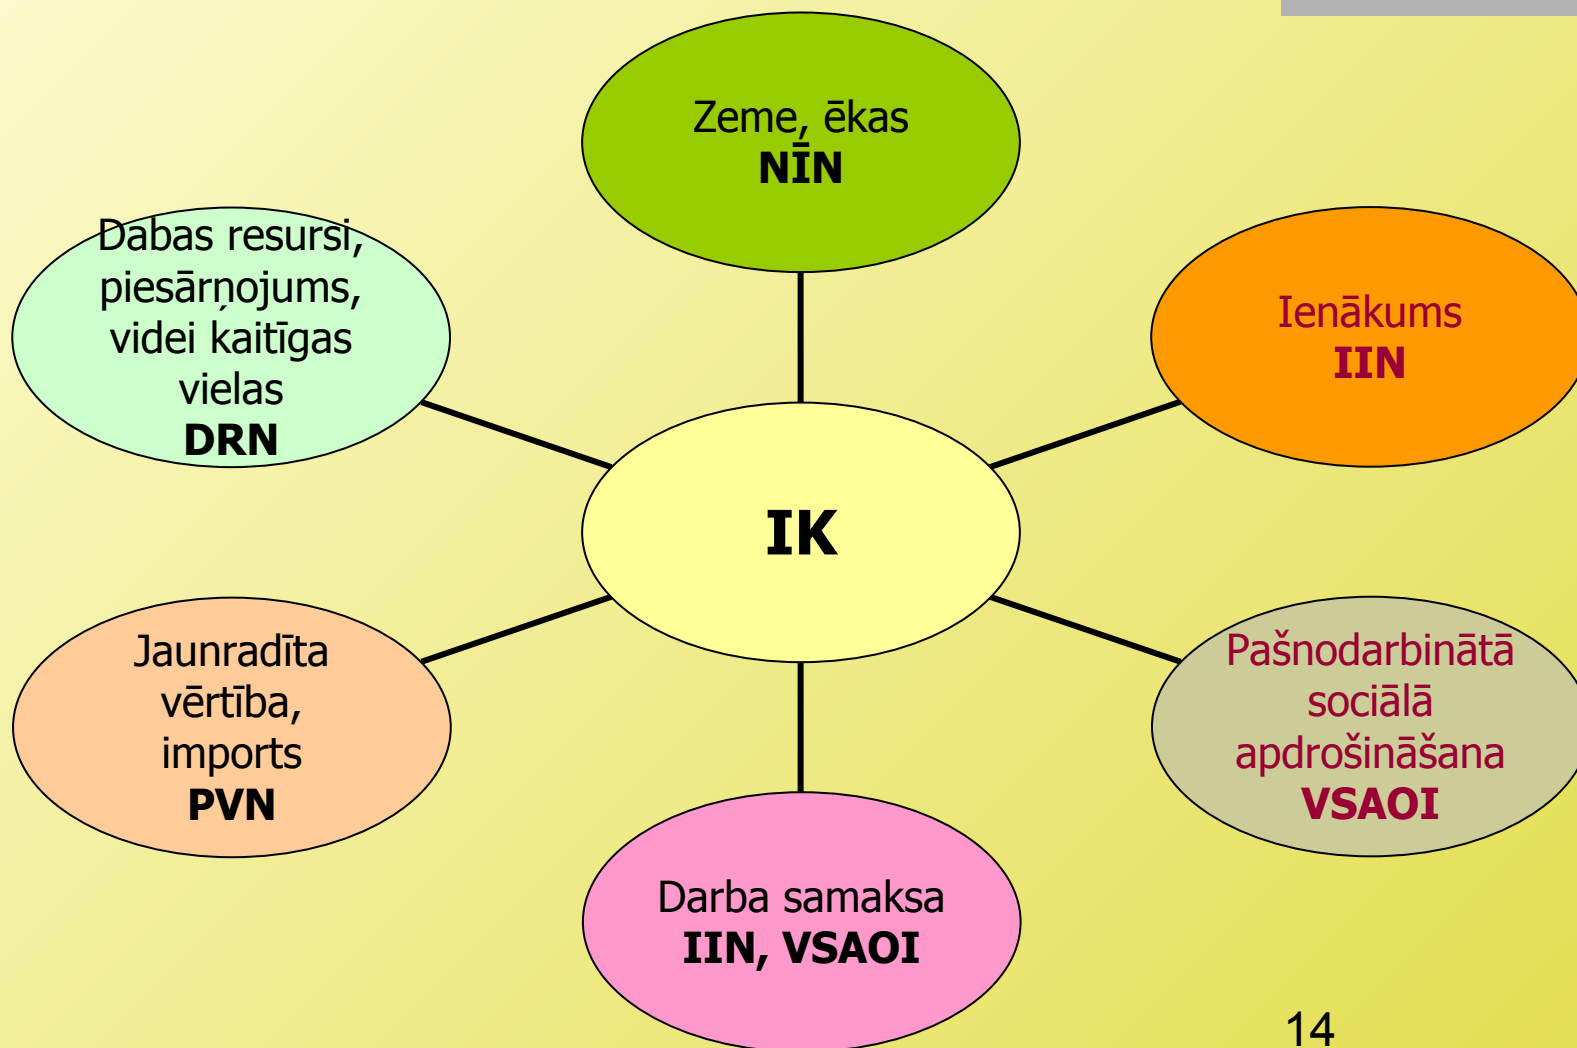 Zeme, ēkas
NĪN
Dabas resursi,
piesārņojums,
videi kaitīgas
vielas
DRN
Ienākums
IIN
IK
Jaunradīta
vērtība,
imports
PVN
Pašnodarbinātā
sociālā
apdrošināšana
VSAOI
Darba samaksa
IIN, VSAOI
14